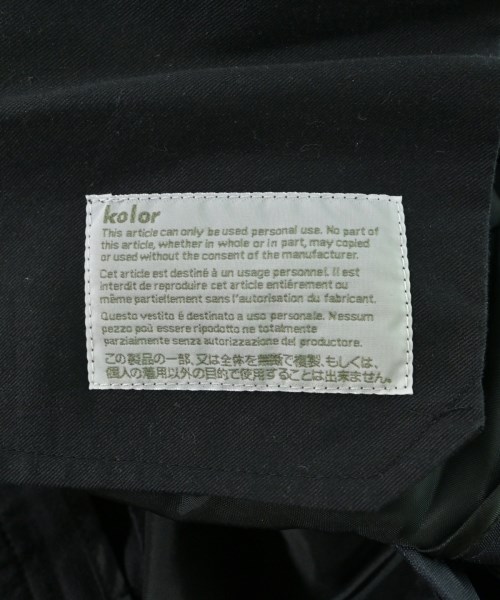 kolor
This article can only be used personal use. No part of
this article, whether in whole or in part, may copied
or used without the consent of the manufacturer.
Cet article est destiné à un usage personnel. Il est
interdit de reproduire cet article entiérement ou
même partiellement sans l'autorisation du fabricant.
Questo vestito é destinato a uso personale. Nessum
pezzo poù essere ripodotto ne totalmente
parzialmente senza autorizzazione del productore.
この製品の一部、又は全体を無断で複製、もしくは、
個人の着用以外の目的で使用することは出来ません。